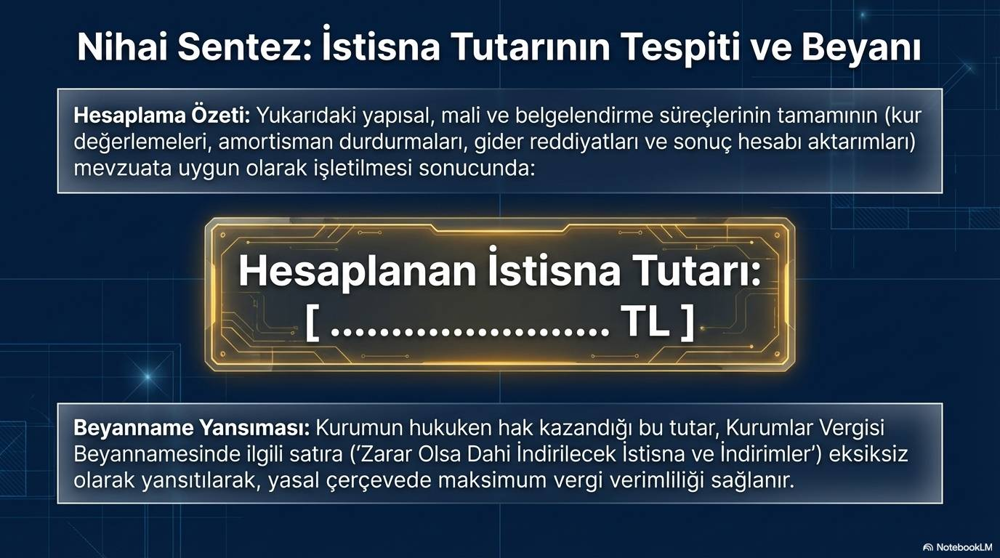 Nihai Sentez: İstisna Tutarının Tespiti ve Beyanı
Hesaplama Özeti: Yukarıdaki yapısal, mali ve belgelendirme süreçlerinin tamamının (kur
değerlemeleri, amortisman durdurmaları, gider reddiyatları ve sonuç hesabı aktarımları)
mevzuata uygun olarak işletilmesi sonucunda:
Hesaplanan İstisna Tutarı:
[ ....................... TL ]
Beyanname Yansıması: Kurumun hukuken hak kazandığı bu tutar, Kurumlar Vergisi
Beyannamesinde ilgili satıra (‘Zarar Olsa Dahi İndirilecek İstisna ve İndirimler’) eksiksiz
olarak yansıtılarak, yasal çerçevede maksimum vergi verimliliği sağlanır.
NotebookLM